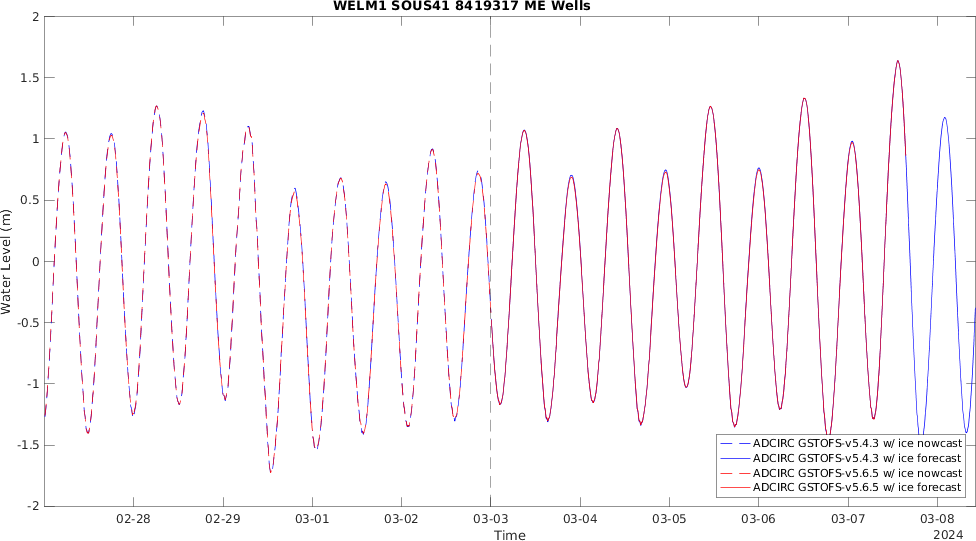 WELM1 SOUS41 8419317 ME Wells
2
1.5
1
0.5
0
-0.5
-1
-1.5
-2
Water Level (m)
02-28
02-29
03-01
03-02
03-03
03-04
03-05
03-06
03-07
03-08
Time
2024
ADCIRC GSTOFS-v5.4.3 w/ ice nowcast
ADCIRC GSTOFS-v5.4.3 w/ ice forecast
ADCIRC GSTOFS-v5.6.5 w/ ice nowcast
ADCIRC GSTOFS-v5.6.5 w/ ice forecast